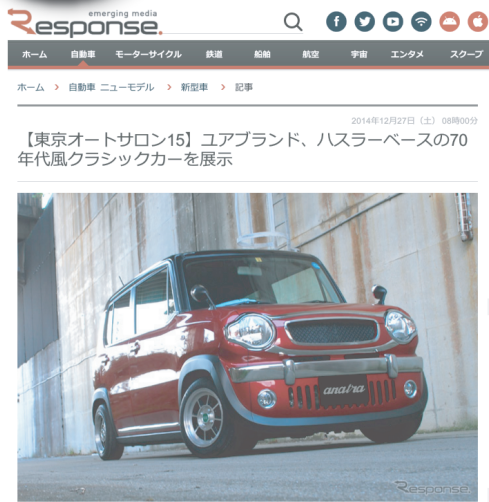 emerging media
Response.
ホーム 自動車 モーターサイクル 鉄道 船舶 航空 宇宙 エンタメ スクープ
ホーム > 自動車 ニューモデル > 新型車 > 記事
2014年12月27日（土） 08時00分
【東京オートサロン15】ユアブランド、ハスラーベースの70
年代風クラシックカーを展示
anaira
Response.